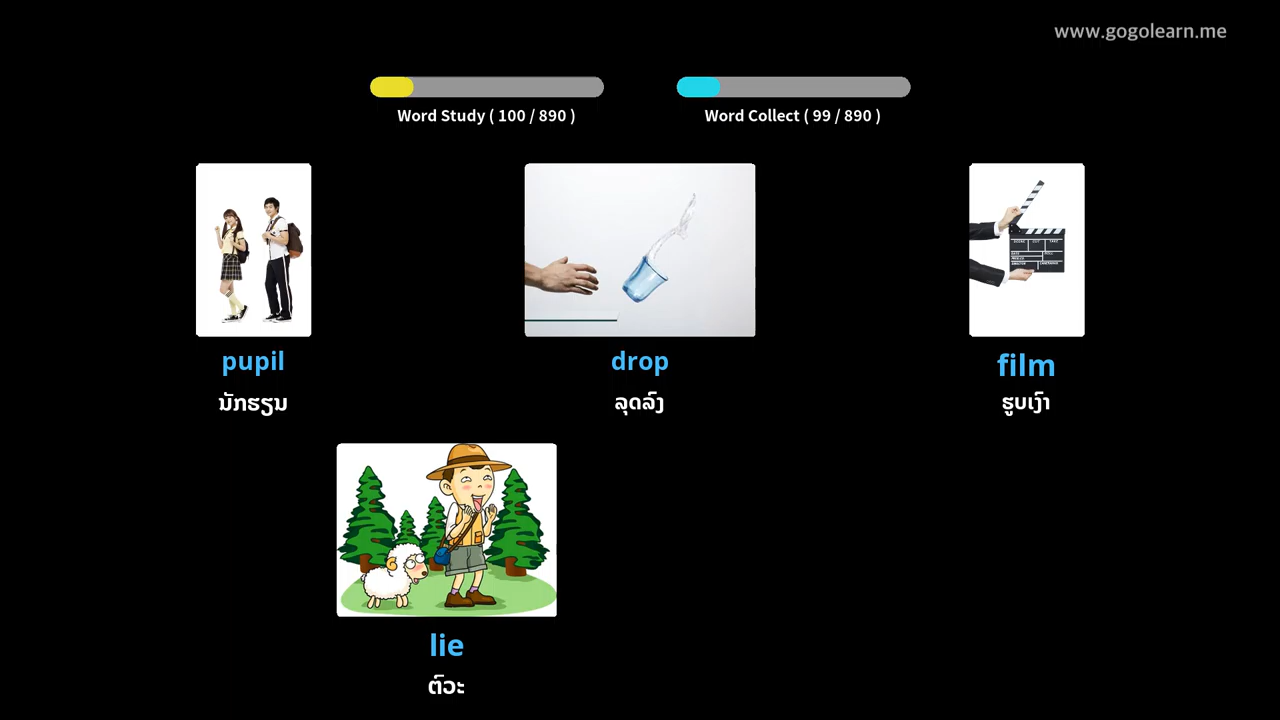 www.gogolearn.me
Word Study ( 100 / 890 )
Word Collect ( 99 / 890 )
pupil
ນັກຮຽນ
drop
ລຸດລົງ
film
ຮູບເງົາ
lie
ຕົວະ